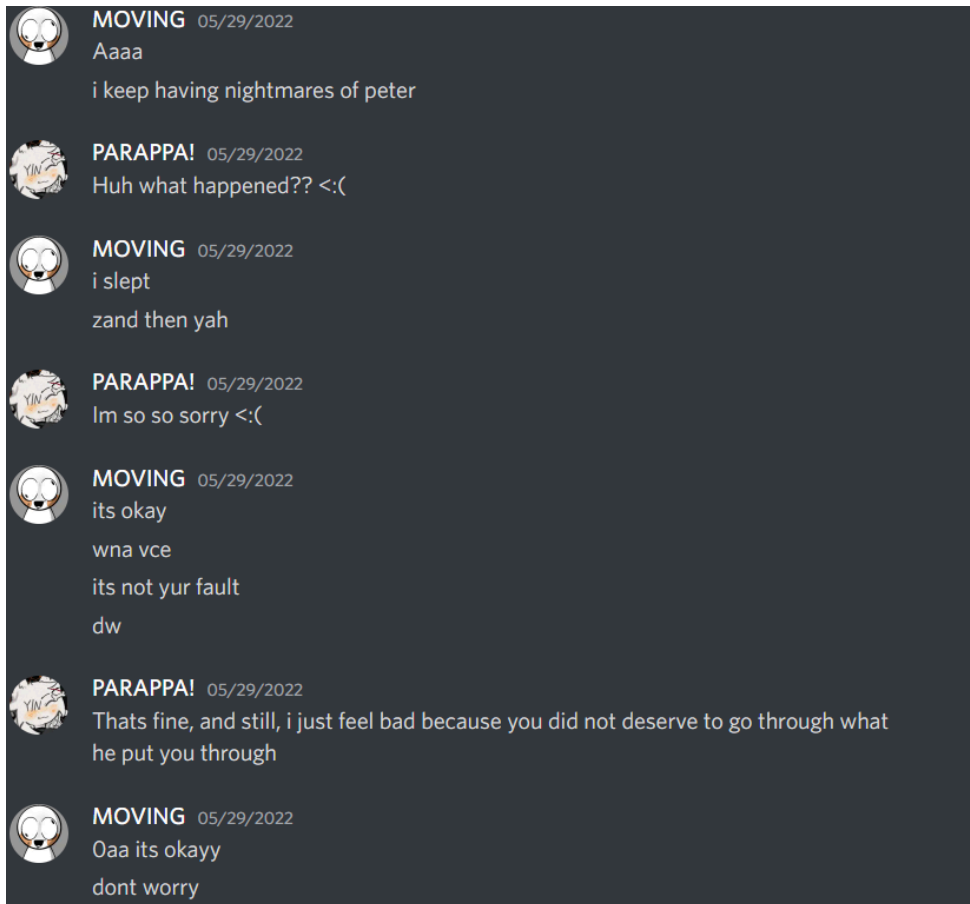 MOVING 05/29/2022
Aaaa
i keep having nightmares of peter
PARAPPA! 05/29/2022
Huh what happened?? <:(
MOVING 05/29/2022
i slept
zand then yah
PARAPPA! 05/29/2022
Im so so sorry <:(
MOVING 05/29/2022
its okay
wna vce
its not yur fault
dw
PARAPPA! 05/29/2022
Thats fine, and still, i just feel bad because you did not deserve to go through what
he put you through
MOVING 05/29/2022
0aa its okayy
dont worry
YIN
YIN
YIN